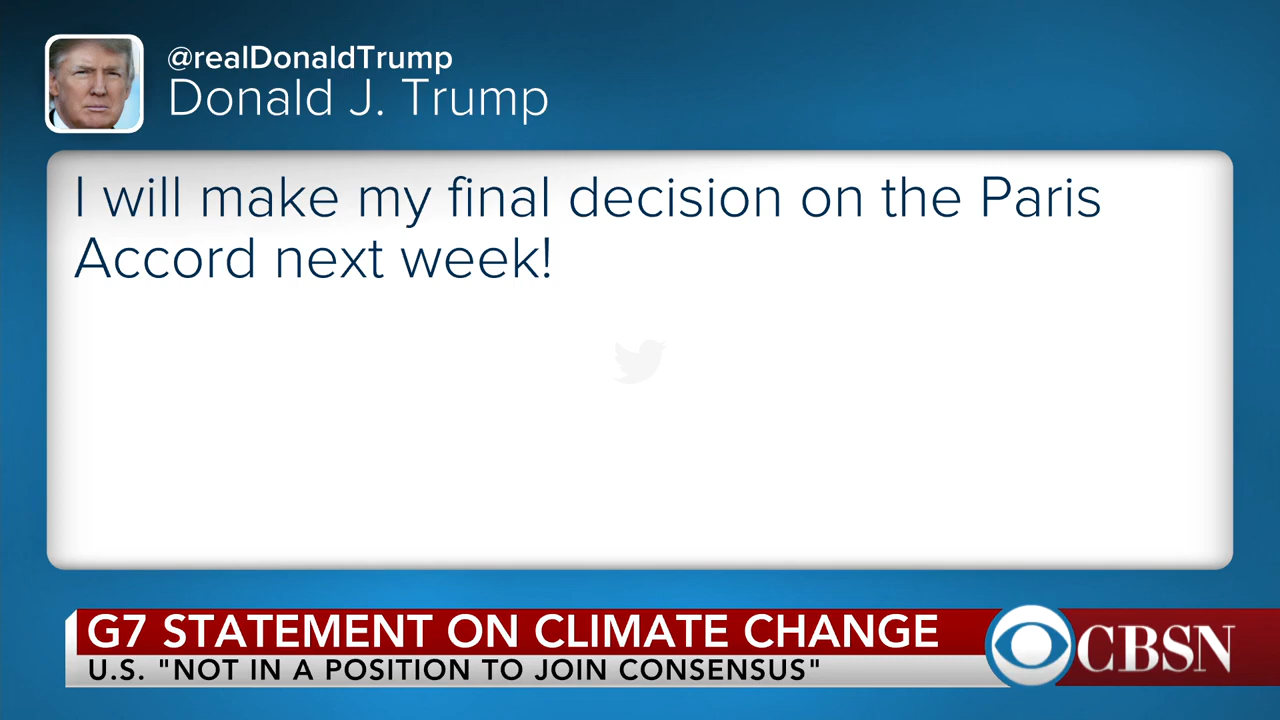 @realDonaldTrump
Donald J. Trump
I will make my final decision on the Paris
Accord next week!
G7 STATEMENT ON CLIMATE CHANGE
U.S. "NOT IN A POSITION TO JOIN CONSENSUS"
CBSN